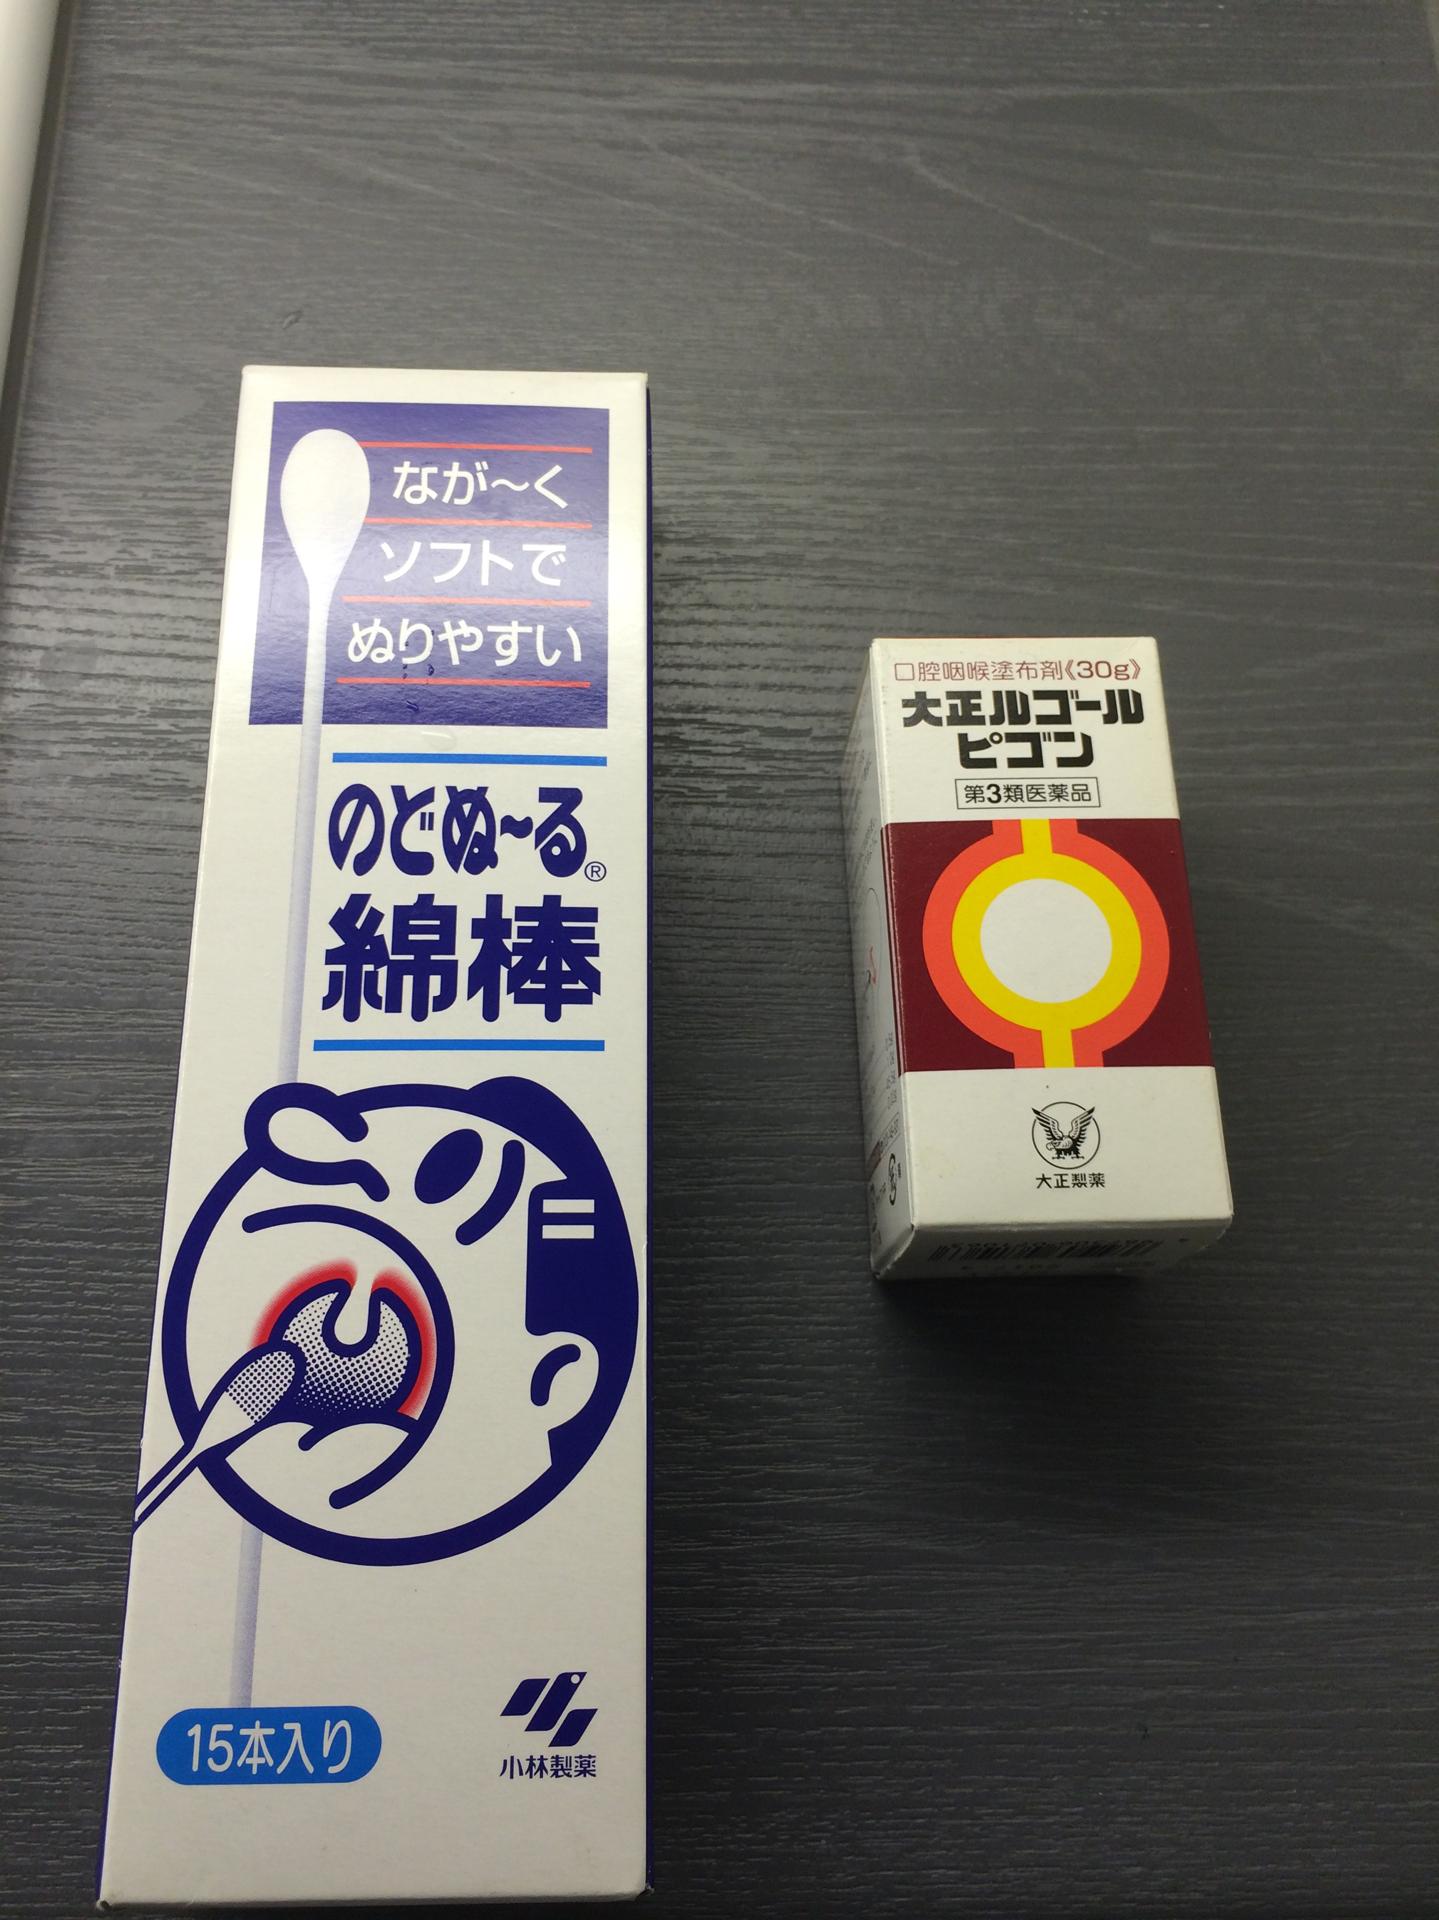 なが〜く
ソフトで
ぬりやすい
のどぬ〜る®
綿棒
15本入り
小林製薬
口腔咽喉塗布剤《30g》
大正ルゴール
ピゴン
第3類医薬品
大正製薬